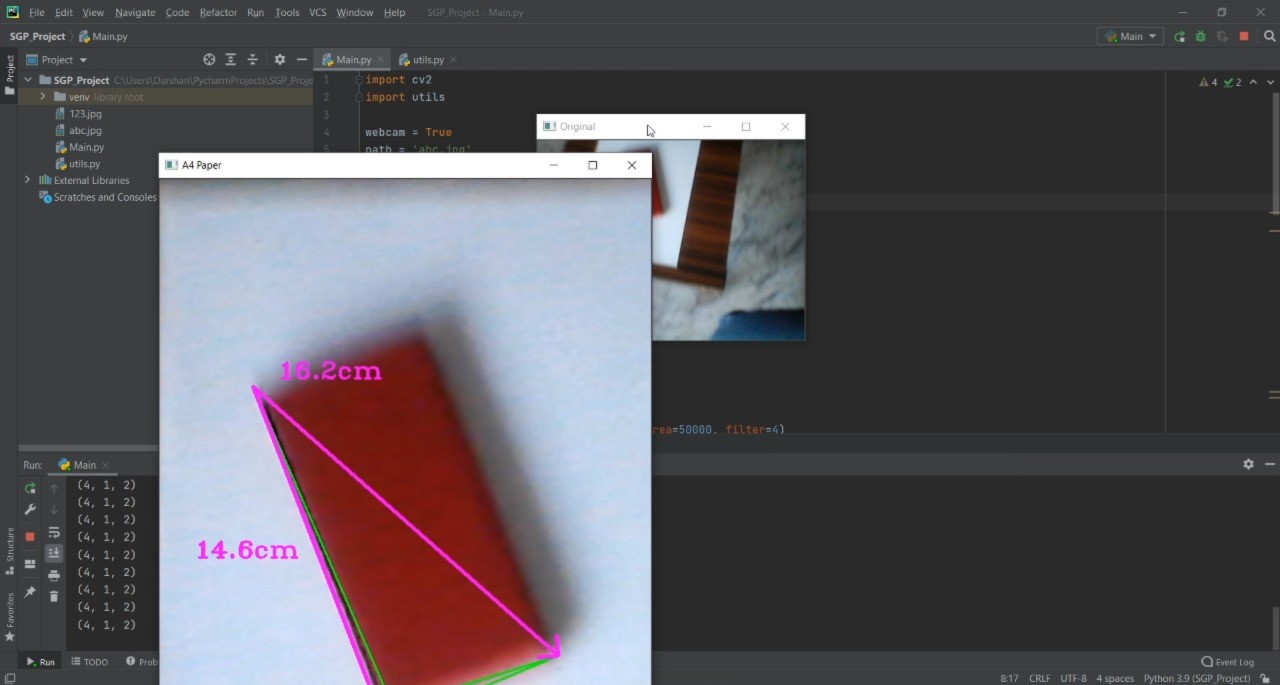 File Edit View Navigate Code Refactor Run Tools VCS Window Help SGP_Project - Main.py
SGP_Project Main.py Main
Project Main.py utils.py
Project
SGP_Project C:\Users\Darshan\PycharmProjects\SGP_Proje
venv library root
123.jpg
abc.jpg
Main.py
utils.py
External Libraries
Scratches and Consoles
1 import cv2
2 import utils
3
4 webcam = True
5 path = 'abc.jpg'
4 2
Original
A4 Paper
16.2cm
14.6cm
rea=50000, filter=4)
Run: Main
(4, 1, 2)
(4, 1, 2)
(4, 1, 2)
(4, 1, 2)
(4, 1, 2)
(4, 1, 2)
(4, 1, 2)
(4, 1, 2)
(4, 1, 2)
Structure
Favorites
Run TODO Prob Event Log
8:17 CRLF UTF-8 4 spaces Python 3.9 (SGP_Project)